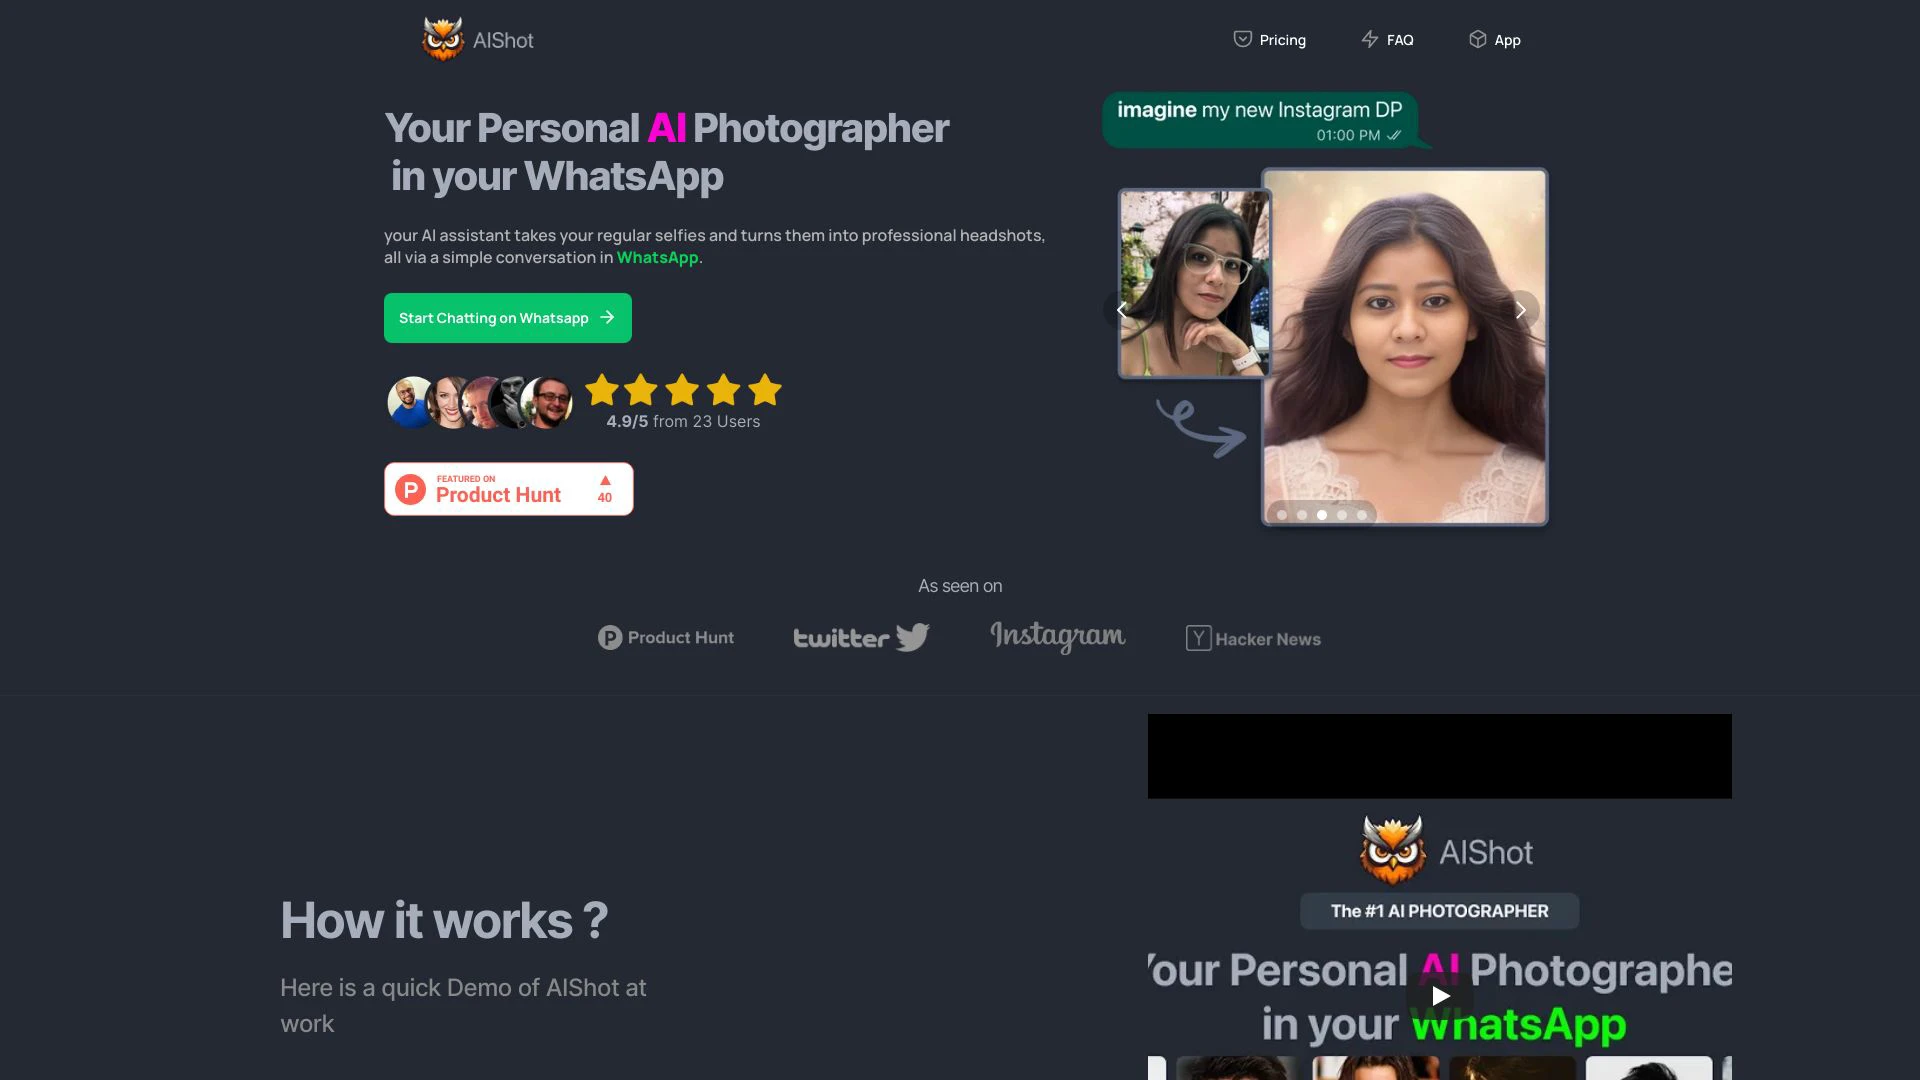 AIShot
Pricing
FAQ
App
Your Personal AI Photographer
in your WhatsApp
your AI assistant takes your regular selfies and turns them into professional headshots,
all via a simple conversation in WhatsApp.
Start Chatting on Whatsapp
4.9/5 from 23 Users
P
FEATURED ON
Product Hunt
40
imagine my new Instagram DP
01:00 PM
As seen on
P Product Hunt
twitter
Instagram
Y Hacker News
How it works ?
Here is a quick Demo of AIShot at
work
AIShot
The #1 AI PHOTOGRAPHER
Your Personal AI Photographe
in your WhatsApp